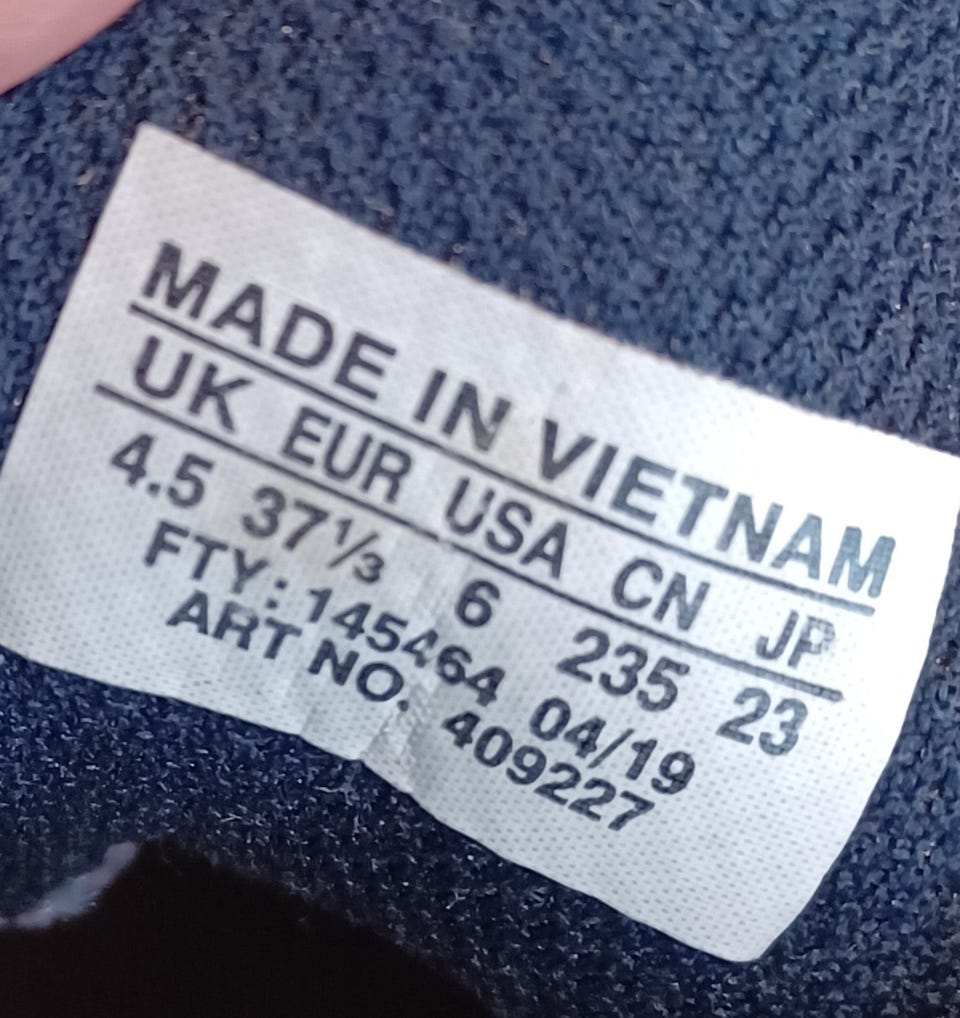 MADE IN VIETNAM
UK EUR USA CN JP
4.5 37⅓ 6 235 23
FTY: 145464 04/19
ART NO. 409227